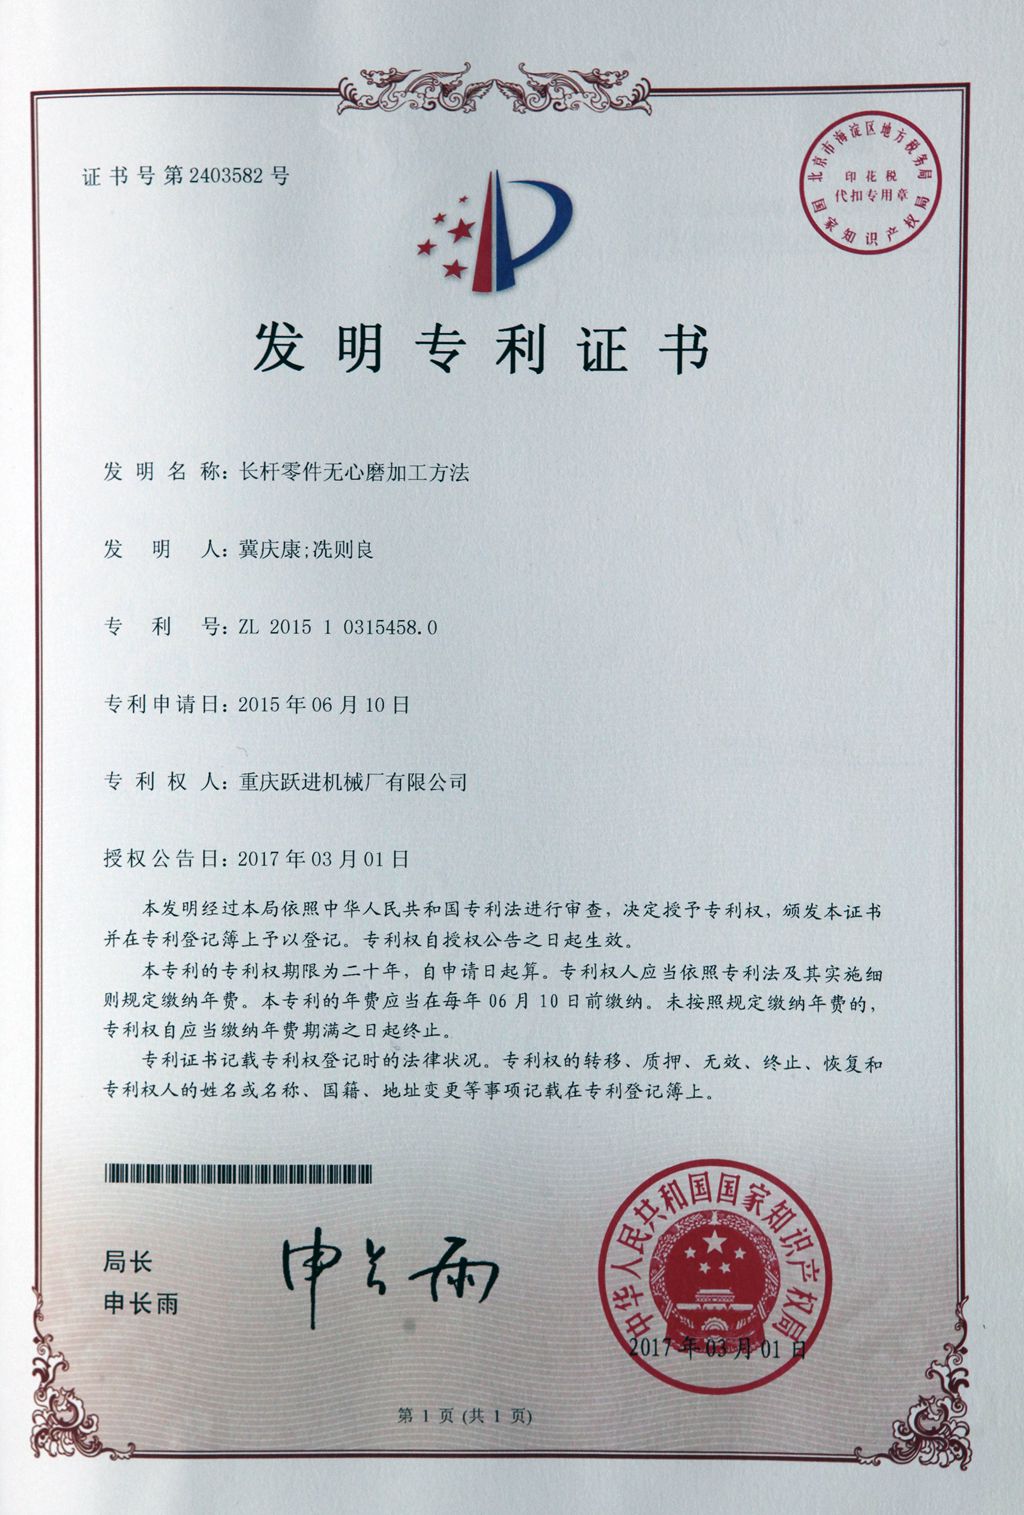 证书号第2403582号
北京市海淀区地方税务局
印花税
代扣专用章
国家知识产权局
发明专利证书
发明名称：长杆零件无心磨加工方法
发明人：冀庆康;冼则良
专利号：ZL 2015 1 0315458.0
专利申请日：2015年06月10日
专利权人：重庆跃进机械厂有限公司
授权公告日：2017年03月01日
本发明经过本局依照中华人民共和国专利法进行审查，决定授予专利权，颁发本证书
并在专利登记簿上予以登记。专利权自授权公告之日起生效。
本专利的专利权期限为二十年，自申请日起算。专利权人应当依照专利法及其实施细
则规定缴纳年费。本专利的年费应当在每年06月10日前缴纳。未按照规定缴纳年费的，
专利权自应当缴纳年费期满之日起终止。
专利证书记载专利权登记时的法律状况。专利权的转移、质押、无效、终止、恢复和
专利权人的姓名或名称、国籍、地址变更等事项记载在专利登记簿上。
局长
申长雨
申长雨
中华人民共和国国家知识产权局
2017年03月01日
第1页(共1页)